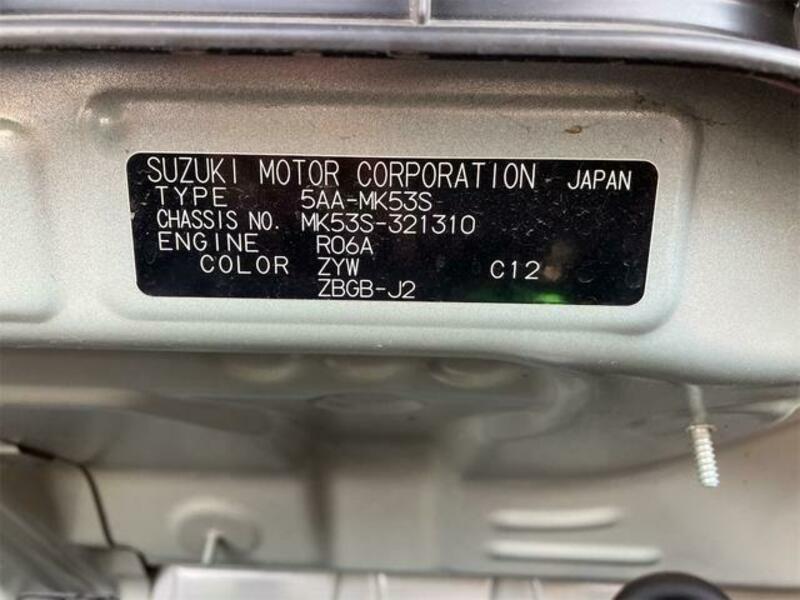 SUZUKI MOTOR CORPORATION JAPAN
TYPE 5AA-MK53S
CHASSIS NO. MK53S-321310
ENGINE R06A
COLOR ZYW C12
ZBGB-J2